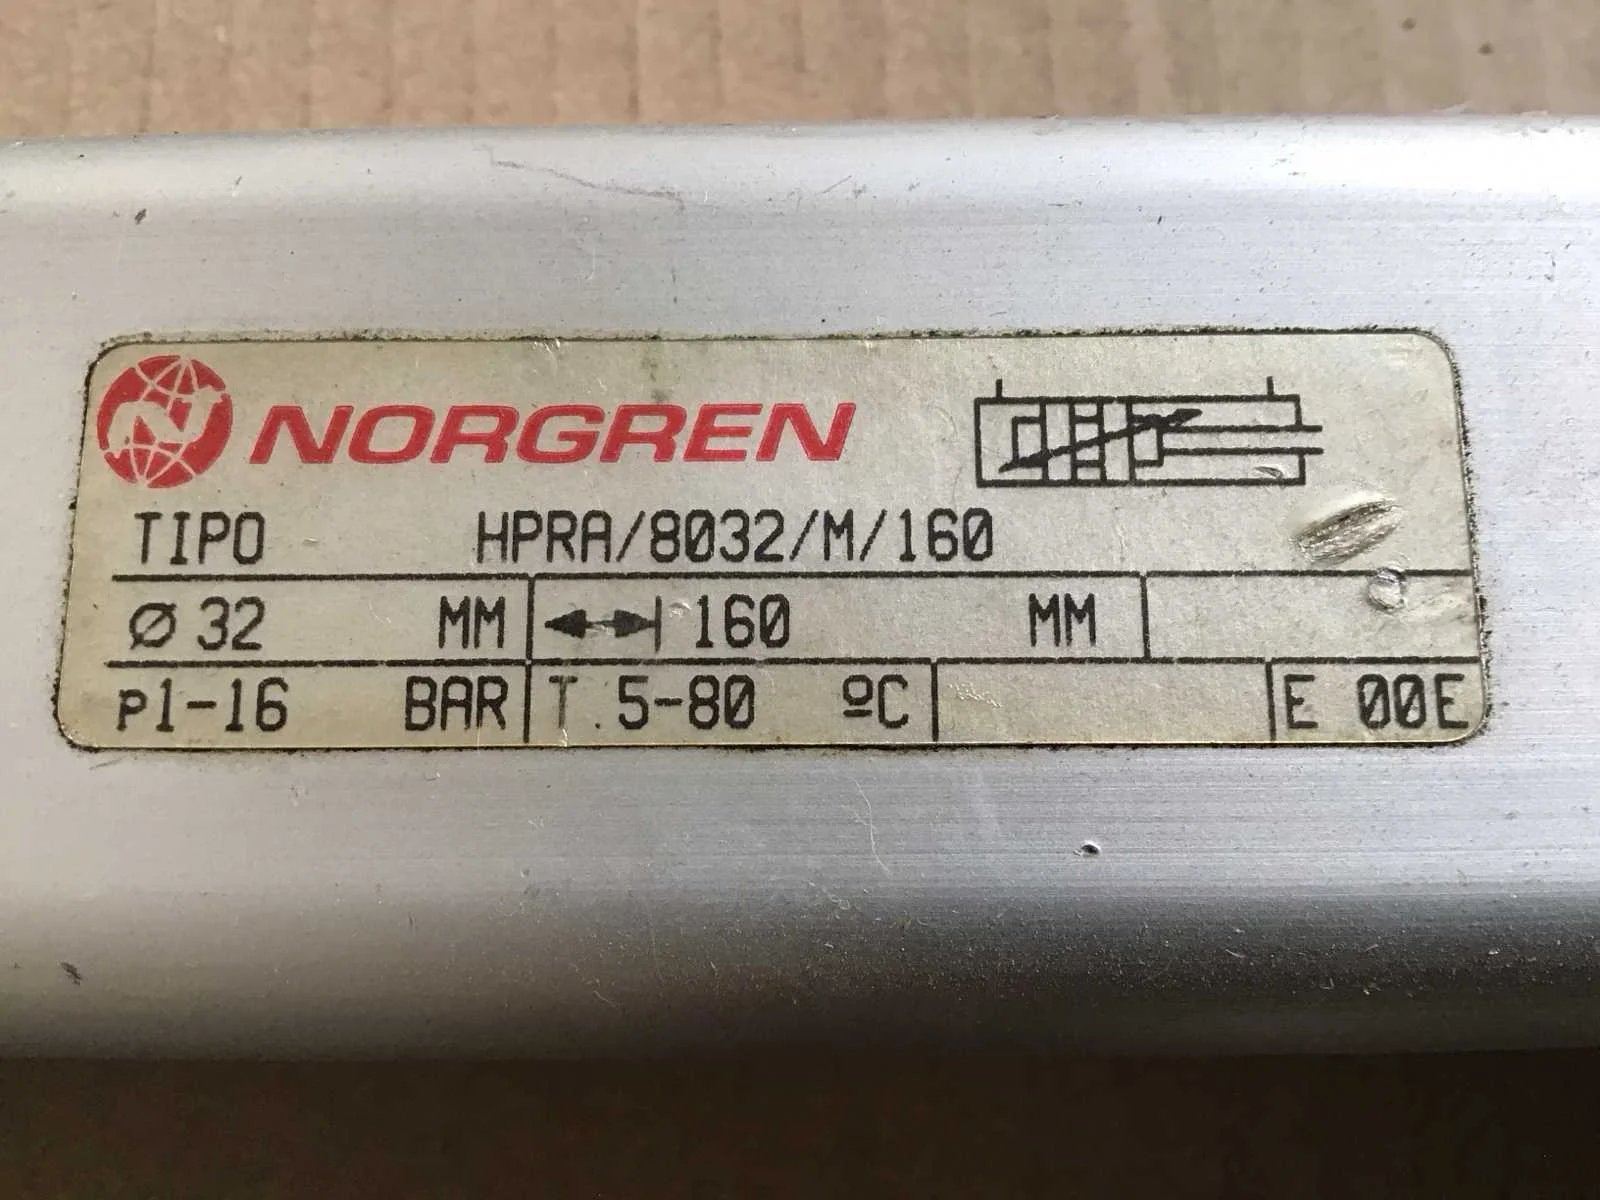 NORGREN
TIPO HPRA/8032/M/160
Ø 32 MM 160 MM
P1-16 BAR T. 5-80 ºC E 00E